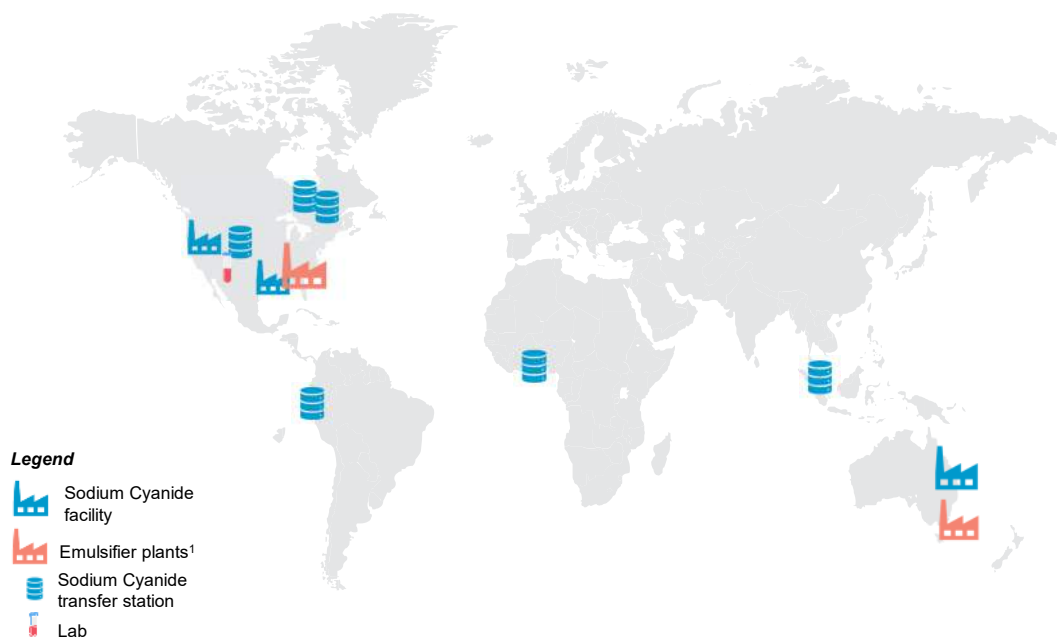 Legend
Sodium Cyanide
facility
Emulsifier plants¹
Sodium Cyanide
transfer station
Lab